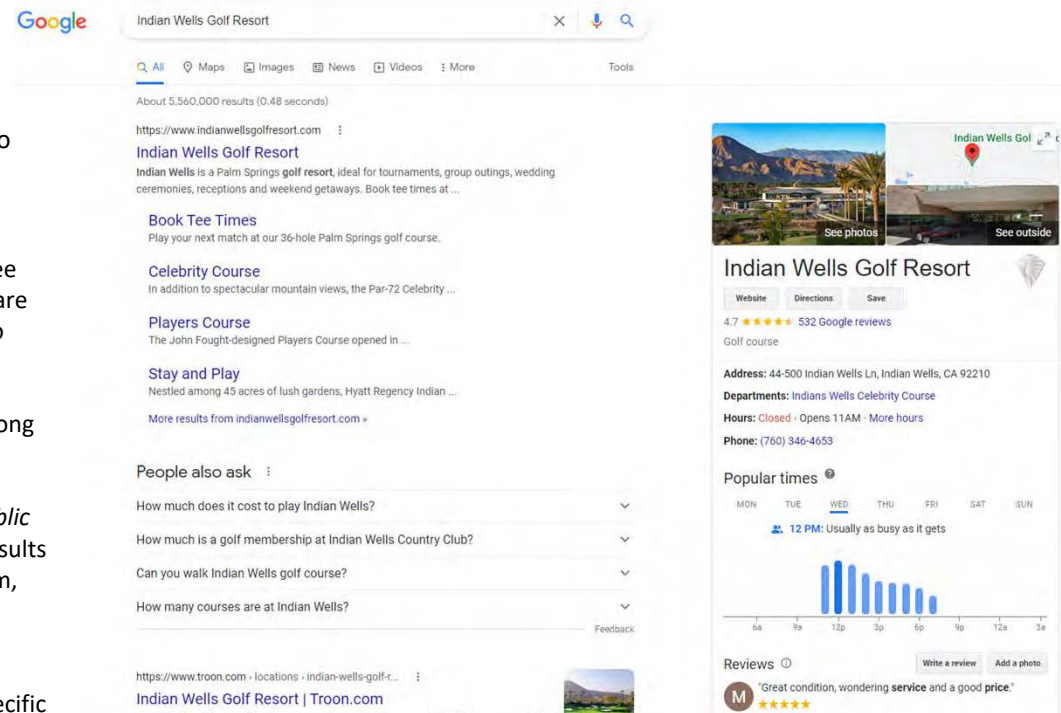 o
ee
are
o
ong
blic
sults
m,
ecific
Google
Indian Wells Golf Resort
All Maps Images News Videos More Tools
About 5,560,000 results (0.48 seconds)
https://www.indianwellsgolfresort.com
Indian Wells Golf Resort
Indian Wells is a Palm Springs golf resort, ideal for tournaments, group outings, wedding
ceremonies, receptions and weekend getaways. Book tee times at ...
Book Tee Times
Play your next match at our 36-hole Palm Springs golf course.
Celebrity Course
In addition to spectacular mountain views, the Par-72 Celebrity ...
Players Course
The John Fought-designed Players Course opened in ...
Stay and Play
Nestled among 45 acres of lush gardens, Hyatt Regency Indian ...
More results from indianwellsgolfresort.com »
People also ask
How much does it cost to play Indian Wells?
How much is a golf membership at Indian Wells Country Club?
Can you walk Indian Wells golf course?
How many courses are at Indian Wells?
Feedback
https://www.troon.com › locations › indian-wells-golf-r...
Indian Wells Golf Resort | Troon.com
Indian Wells Gol
See photos
See outside
Indian Wells Golf Resort
Website Directions Save
4.7 532 Google reviews
Golf course
Address: 44-500 Indian Wells Ln, Indian Wells, CA 92210
Departments: Indians Wells Celebrity Course
Hours: Closed · Opens 11AM · More hours
Phone: (760) 346-4653
Popular times
MON TUE WED THU FRI SAT SUN
12 PM: Usually as busy as it gets
6a 9a 12p 3p 6p 9p 12a 3a
Reviews
Write a review Add a photo
M
"Great condition, wondering service and a good price."